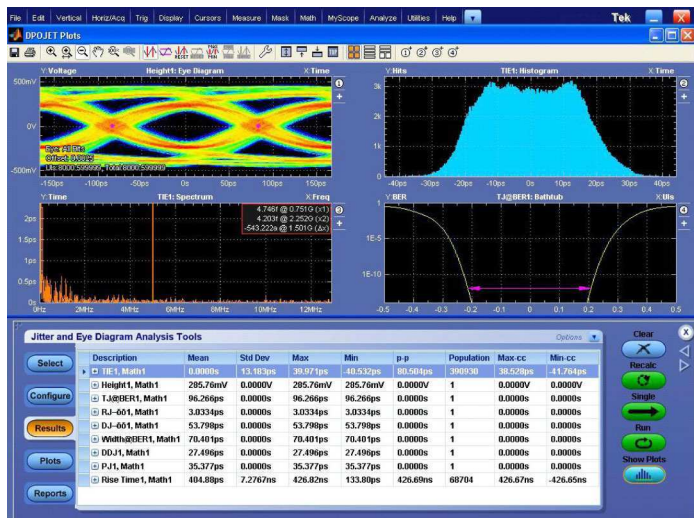 File Edit Vertical Horiz/Acq Trig Display Cursors Measure Mask Math MyScope Analyze Utilities Help Tek
DPOJET Plots
Y:Voltage Height1: Eye Diagram X:Time
500mV
0V
-500mV
Eye: All Bits
Offset: 0.0025
UIs: 8000:599999, Total: 8000:599999
-150ps -100ps -50ps 0s 50ps 100ps 150ps
Y:Hits TIE1: Histogram X:Time
3k
2k
1k
0
-40ps -30ps -20ps -10ps 0s 10ps 20ps 30ps 40ps
Y:Time TIE1: Spectrum X:Freq
4.746f @ 0.751G (x1)
4.203f @ 2.252G (x2)
-543.222a @ 1.501G (Δx)
2ps
1.5ps
1ps
0.5ps
0s
0Hz 2MHz 4MHz 6MHz 8MHz 10MHz 12MHz
Y:BER TJ@BER1: Bathtub X:UIs
1
1E-5
1E-10
-0.5 -0.4 -0.3 -0.2 -0.1 0 0.1 0.2 0.3 0.4 0.5
Jitter and Eye Diagram Analysis Tools Options
Select
Configure
Results
Plots
Reports
Description Mean Std Dev Max Min p-p Population Max-cc Min-cc
TIE1, Math1 0.0000s 13.183ps 39.971ps -40.532ps 80.504ps 390930 38.528ps -41.764ps
Height1, Math1 285.76mV 0.0000V 285.76mV 285.76mV 0.0000V 1 0.0000V 0.0000V
TJ@BER1, Math1 96.266ps 0.0000s 96.266ps 96.266ps 0.0000s 1 0.0000s 0.0000s
RJ-δδ1, Math1 3.0334ps 0.0000s 3.0334ps 3.0334ps 0.0000s 1 0.0000s 0.0000s
DJ-δδ1, Math1 53.798ps 0.0000s 53.798ps 53.798ps 0.0000s 1 0.0000s 0.0000s
Width@BER1, Math1 70.401ps 0.0000s 70.401ps 70.401ps 0.0000s 1 0.0000s 0.0000s
DDJ1, Math1 27.496ps 0.0000s 27.496ps 27.496ps 0.0000s 1 0.0000s 0.0000s
PJ1, Math1 35.377ps 0.0000s 35.377ps 35.377ps 0.0000s 1 0.0000s 0.0000s
Rise Time1, Math1 404.88ps 7.2767ns 426.82ns 133.80ps 426.69ns 68704 426.67ns -426.65ns
Clear
Recalc
Single
Run
Show Plots